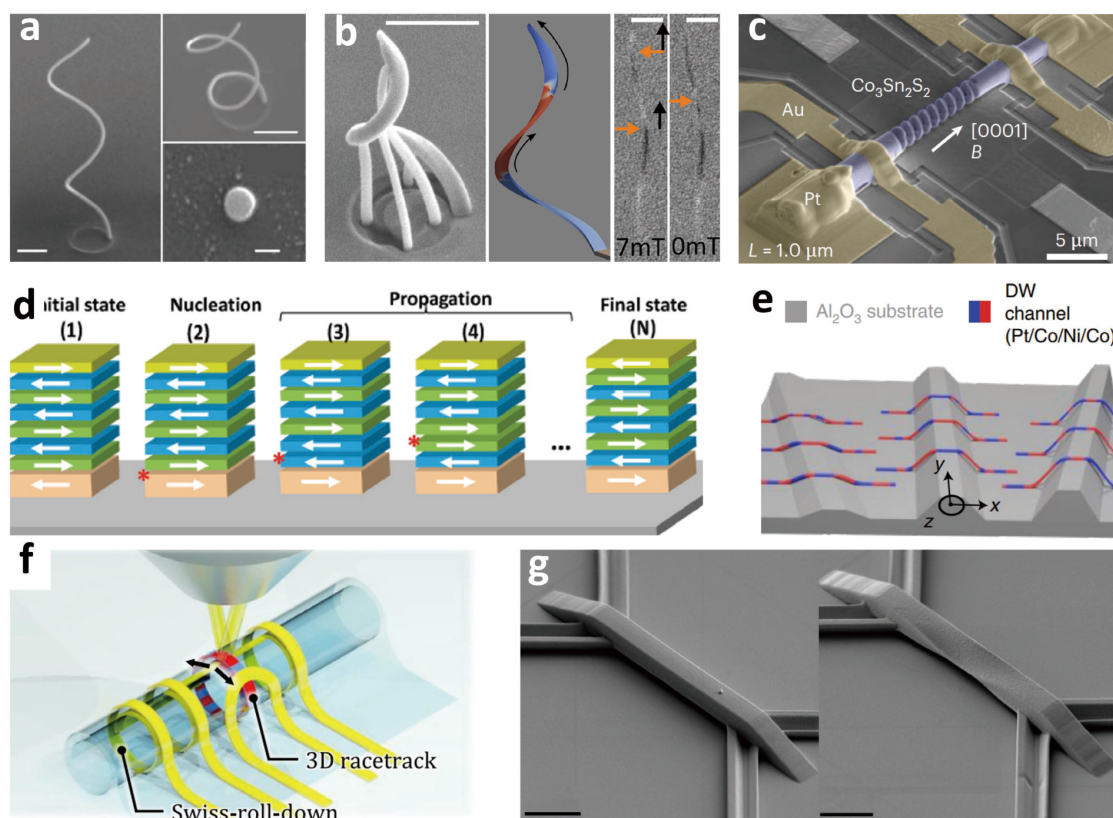 a
b
7mT
0mT
c
Co3Sn2S2
Au
[0001]
B
Pt
L = 1.0 µm
5 µm
d
nitial state
(1)
Nucleation
(2)
Propagation
(3)
(4)
Final state
(N)
*
*
*
...
e
Al2O3 substrate
DW
channel
(Pt/Co/Ni/Co)
y
x
z
f
3D racetrack
Swiss-roll-down
g